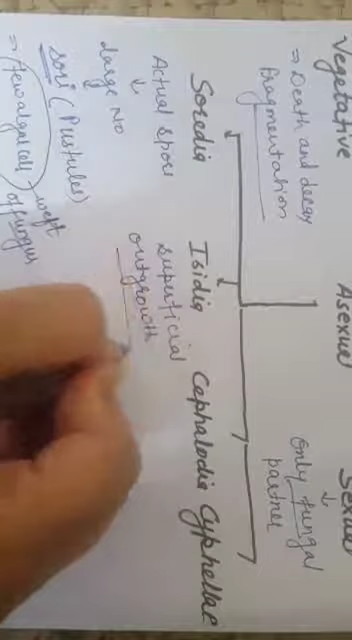 Vegetative
Asexual
Sexual
→ Death and decay
Fragmentation
↓
Only fungal
partner
Soredia
Isidia
Cephalodia
Cyphellae
↓
Actual spore
large No
sori (Pustules)
→ few algal cell
weft
of fungus
superficial
outgrowth